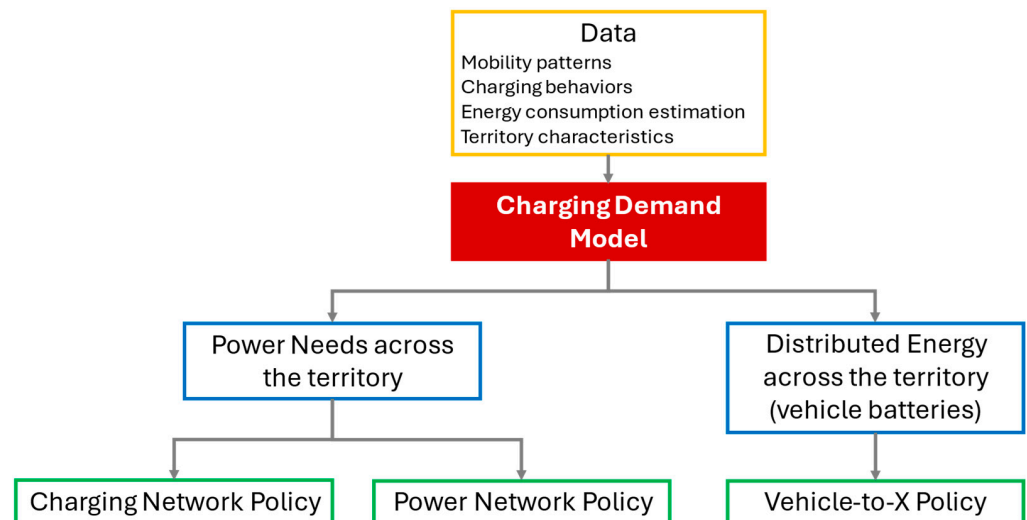 Data
Mobility patterns
Charging behaviors
Energy consumption estimation
Territory characteristics
Charging Demand
Model
Power Needs across
the territory
Distributed Energy
across the territory
(vehicle batteries)
Charging Network Policy
Power Network Policy
Vehicle-to-X Policy